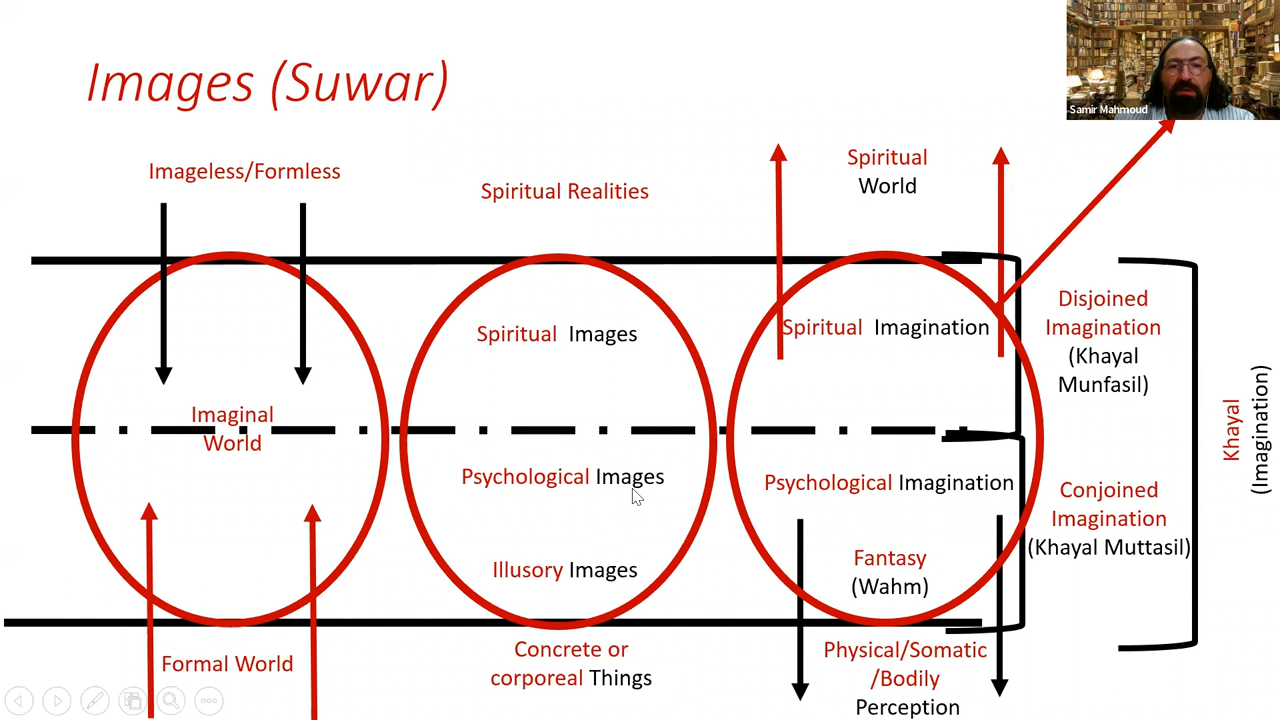 Images (Suwar)
Samir Mahmoud
Imageless/Formless
Spiritual Realities
Spiritual
World
Spiritual Images
Spiritual Imagination
Disjoined
Imagination
(Khayal
Munfasil)
Imaginal
World
Khayal
(Imagination)
Psychological Images
Psychological Imagination
Conjoined
Imagination
(Khayal Muttasil)
Illusory Images
Fantasy
(Wahm)
Formal World
Concrete or
corporeal Things
Physical/Somatic
/Bodily
Perception